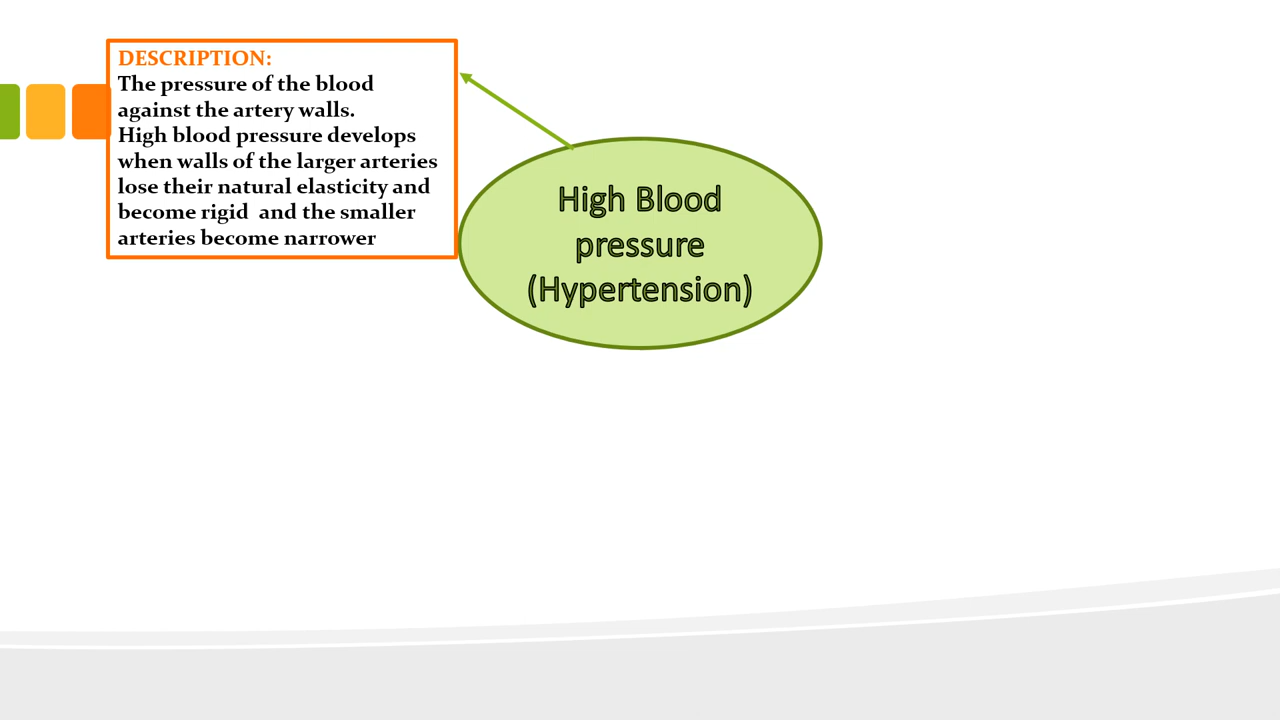 DESCRIPTION:
The pressure of the blood
against the artery walls.
High blood pressure develops
when walls of the larger arteries
lose their natural elasticity and
become rigid  and the smaller
arteries become narrower
High Blood
pressure
(Hypertension)